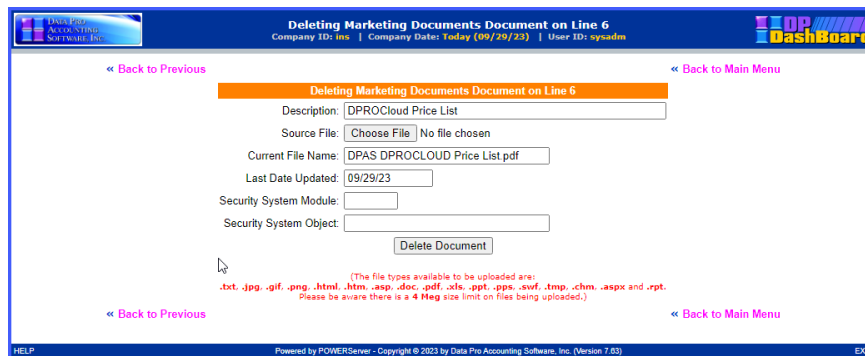 DATA PRO
ACCOUNTING
SOFTWARE, INC.
Deleting Marketing Documents Document on Line 6
Company ID: ins | Company Date: Today (09/29/23) | User ID: sysadm
DP
DashBoard
« Back to Previous
« Back to Main Menu
Deleting Marketing Documents Document on Line 6
Description: DPROCloud Price List
Source File: Choose File No file chosen
Current File Name: DPAS DPROCLOUD Price List.pdf
Last Date Updated: 09/29/23
Security System Module:
Security System Object:
Delete Document
(The file types available to be uploaded are:
.txt, .jpg, .gif, .png, .html, .htm, .asp, .doc, .pdf, .xls, .ppt, .pps, .swf, .tmp, .chm, .aspx and .rpt.
Please be aware there is a 4 Meg size limit on files being uploaded.)
« Back to Previous
« Back to Main Menu
HELP
Powered by POWERServer - Copyright © 2023 by Data Pro Accounting Software, Inc. (Version 7.63)
EX